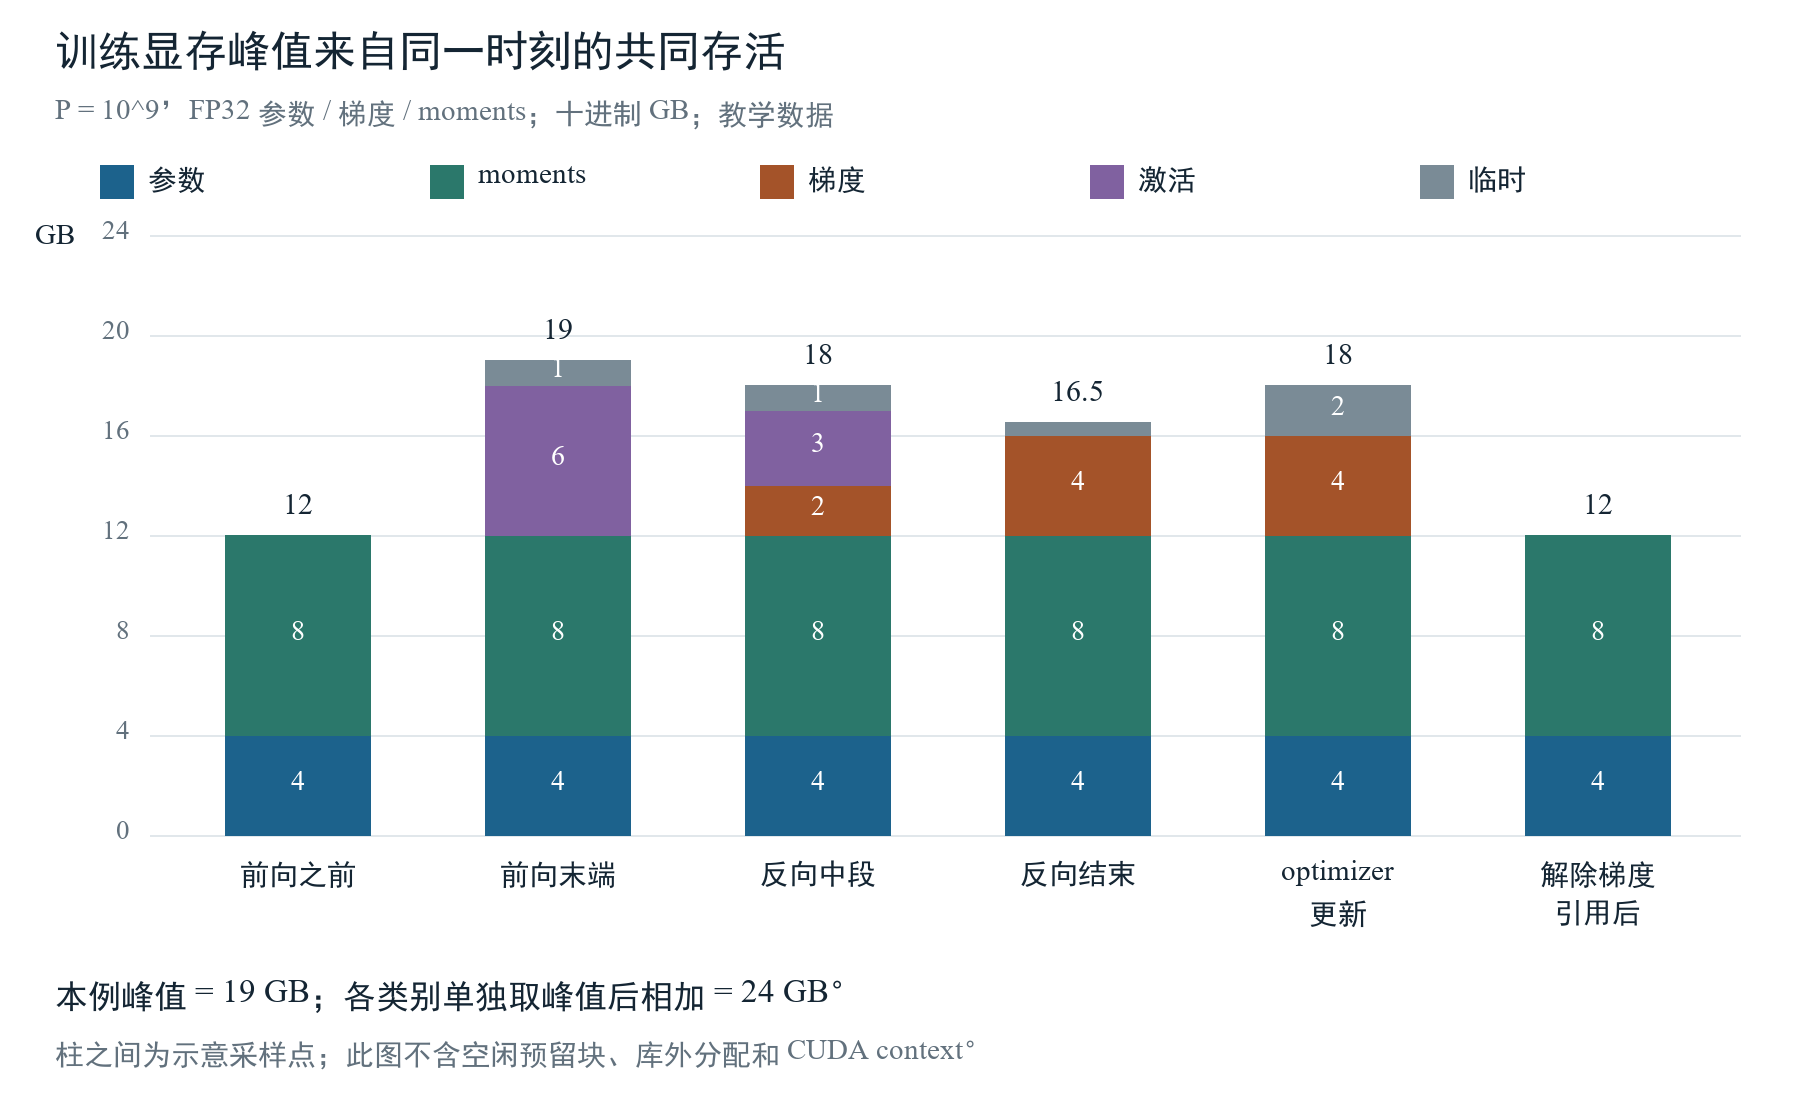 训练显存峰值来自同一时刻的共同存活
P = 10^9，FP32 参数 / 梯度 / moments；十进制 GB；教学数据
参数 moments 梯度 激活 临时
GB
24
20
16
12
8
4
0
12
8
4
19
1
6
8
4
18
1
3
2
8
4
16.5
4
8
4
18
2
4
8
4
12
8
4
前向之前
前向末端
反向中段
反向结束
optimizer
更新
解除梯度
引用后
本例峰值 = 19 GB；各类别单独取峰值后相加 = 24 GB。
柱之间为示意采样点；此图不含空闲预留块、库外分配和 CUDA context。